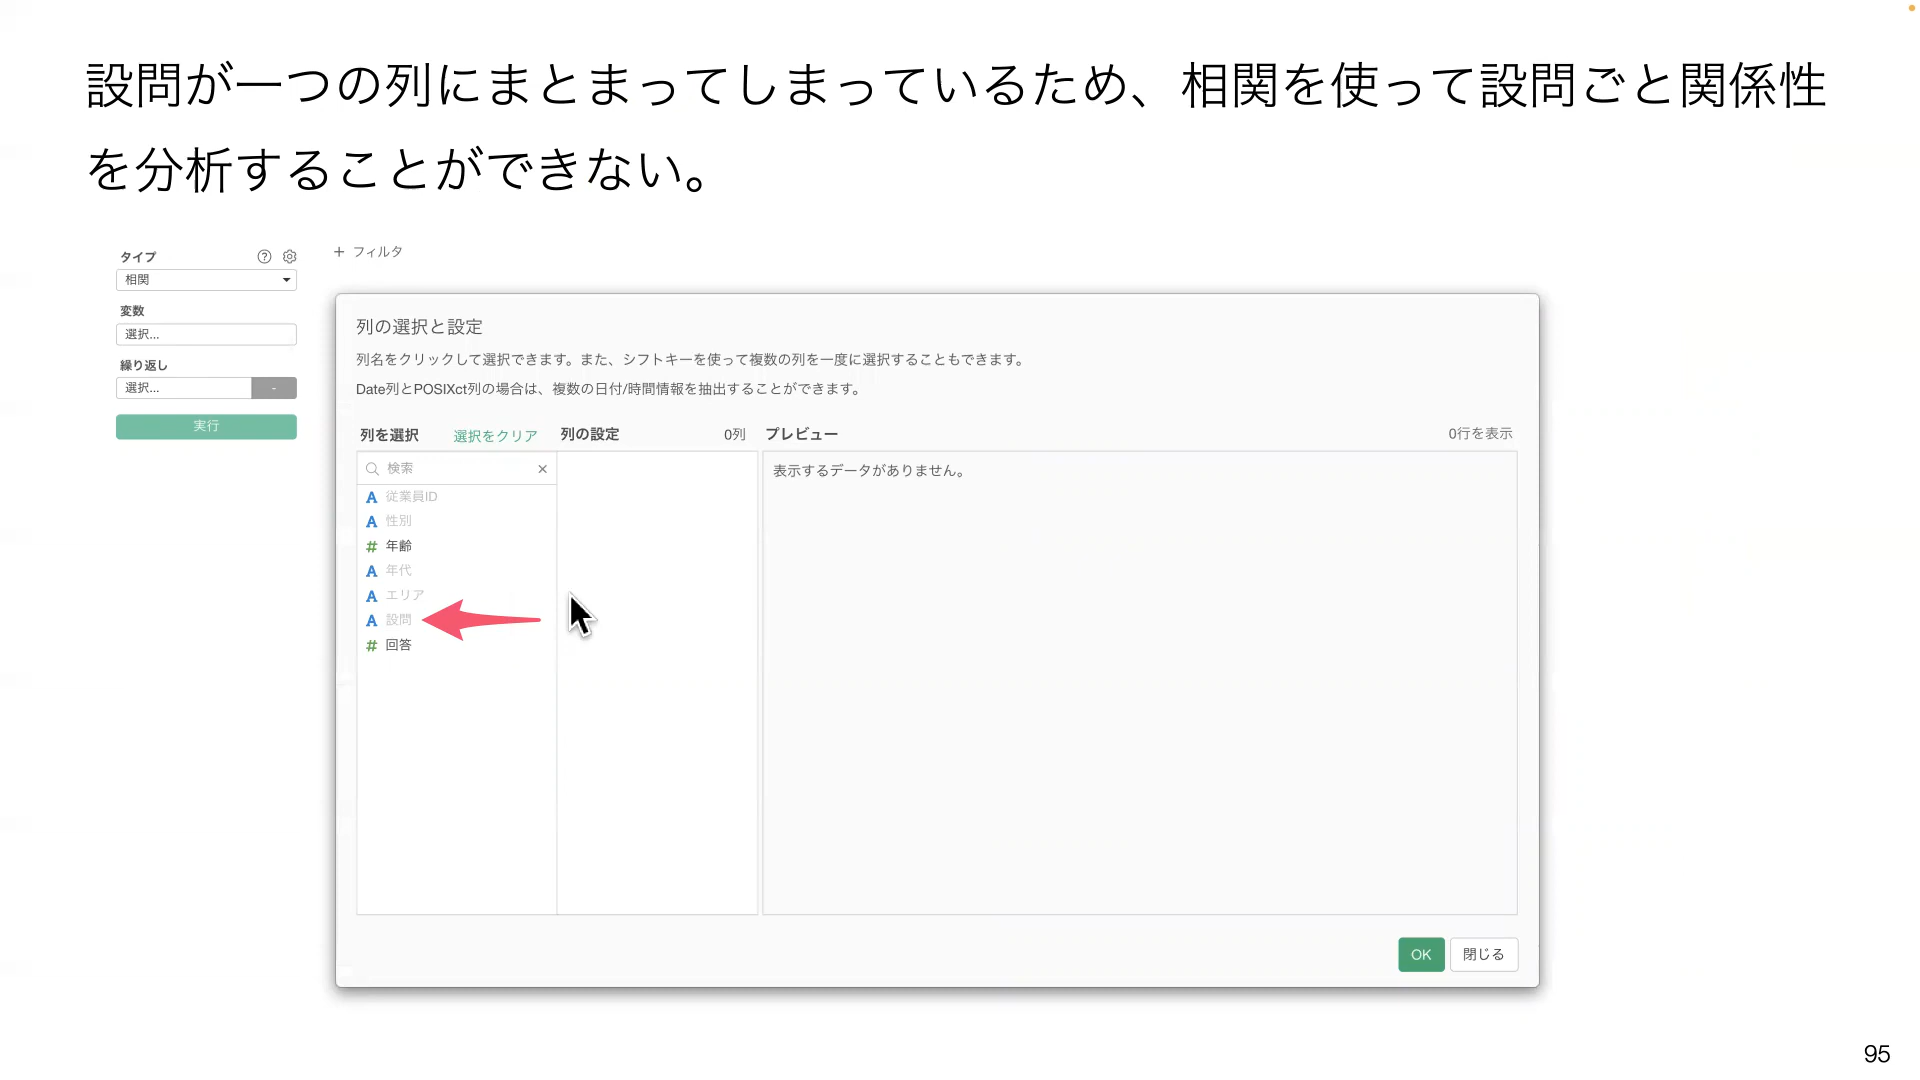 設問が一つの列にまとまってしまっているため、相関を使って設問ごと関係性
を分析することができない。
タイプ
相関
変数
選択...
繰り返し
選択... -
実行
+ フィルタ
列の選択と設定
列名をクリックして選択できます。また、シフトキーを使って複数の列を一度に選択することもできます。
Date列とPOSIXct列の場合は、複数の日付/時間情報を抽出することができます。
列を選択 選択をクリア 列の設定 0列 プレビュー 0行を表示
検索
表示するデータがありません。
A 従業員ID
A 性別
# 年齢
A 年代
A エリア
A 設問
# 回答
OK 閉じる
95